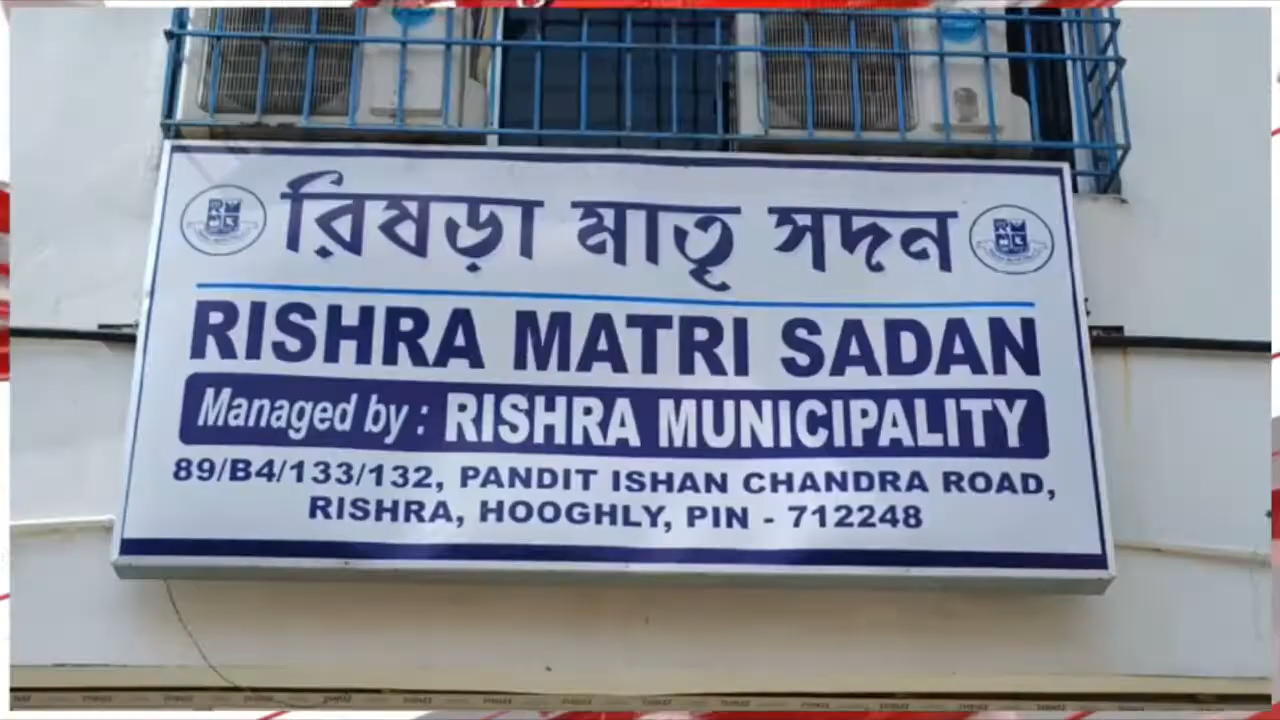 রিষড়া মাতৃ সদন
RISHRA MATRI SADAN
Managed by : RISHRA MUNICIPALITY
89/B4/133/132, PANDIT ISHAN CHANDRA ROAD,
RISHRA, HOOGHLY, PIN - 712248